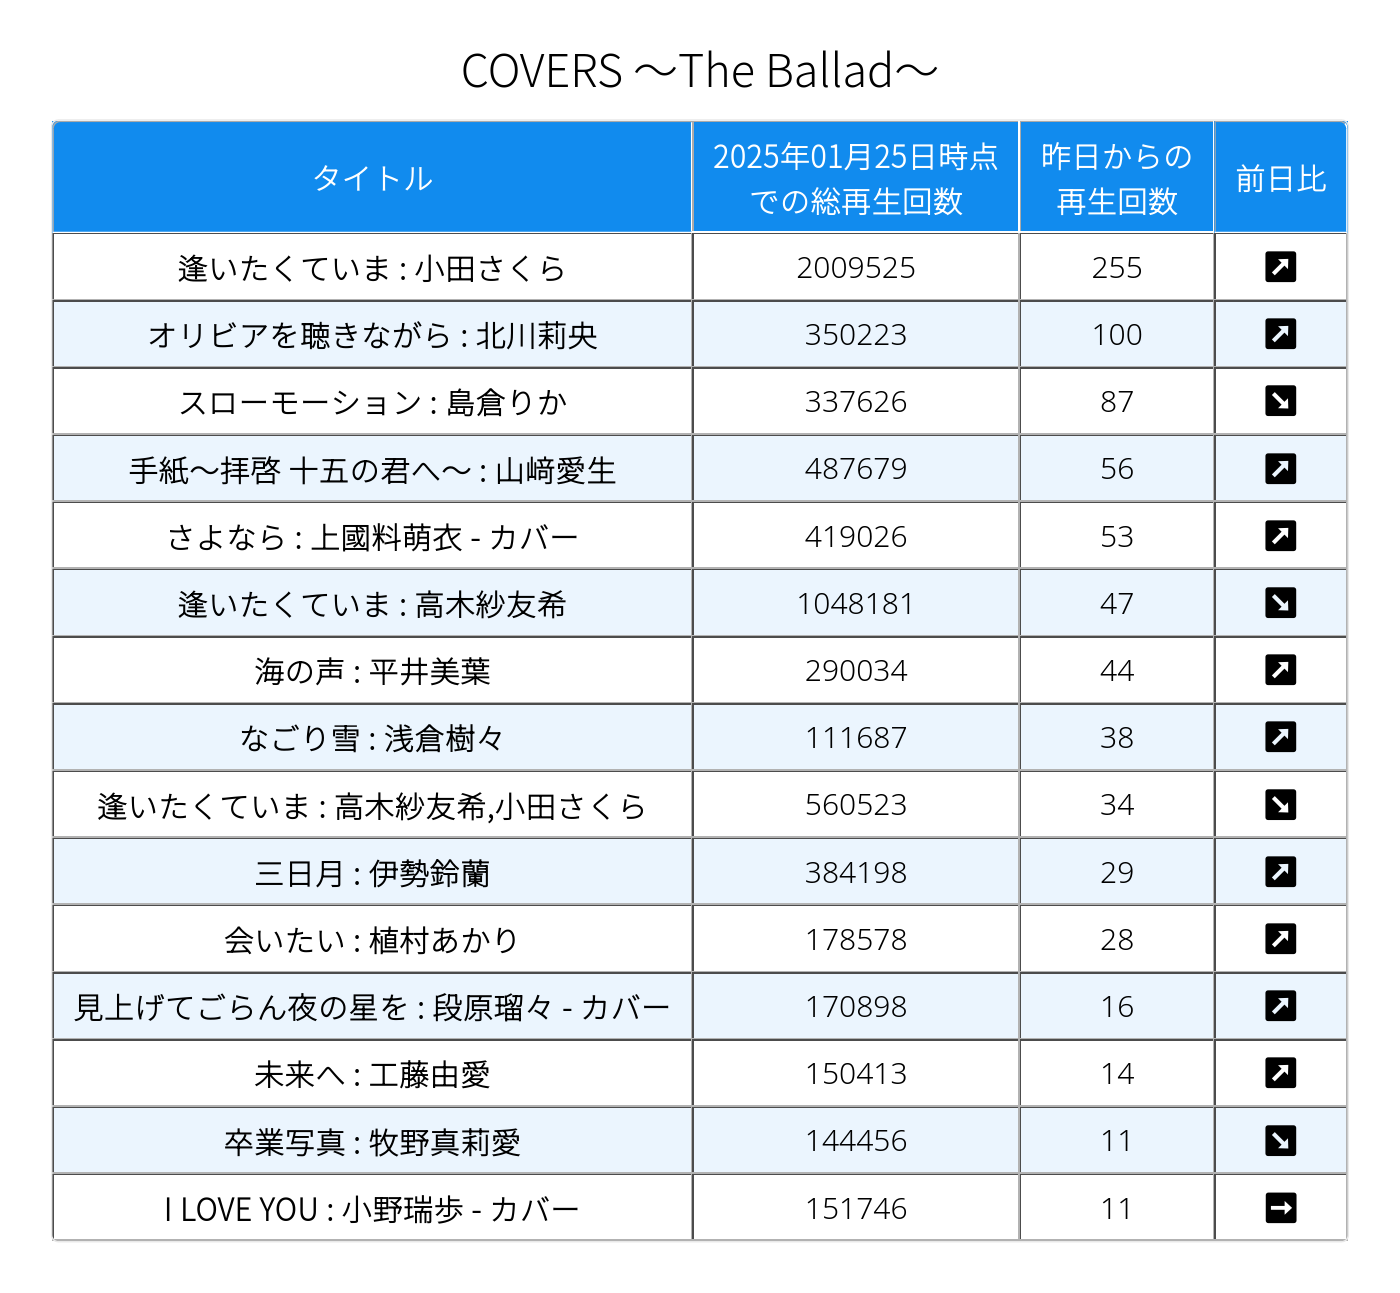 COVERS ～The Ballad～
タイトル
2025年01月25日時点
での総再生回数
昨日からの
再生回数
前日比
逢いたくていま : 小田さくら 2009525 255 ↗
オリビアを聴きながら : 北川莉央 350223 100 ↗
スローモーション : 島倉りか 337626 87 ↘
手紙～拝啓 十五の君へ～ : 山﨑愛生 487679 56 ↗
さよなら : 上國料萌衣 - カバー 419026 53 ↗
逢いたくていま : 高木紗友希 1048181 47 ↘
海の声 : 平井美葉 290034 44 ↗
なごり雪 : 浅倉樹々 111687 38 ↗
逢いたくていま : 高木紗友希,小田さくら 560523 34 ↘
三日月 : 伊勢鈴蘭 384198 29 ↗
会いたい : 植村あかり 178578 28 ↗
見上げてごらん夜の星を : 段原瑠々 - カバー 170898 16 ↗
未来へ : 工藤由愛 150413 14 ↗
卒業写真 : 牧野真莉愛 144456 11 ↘
I LOVE YOU : 小野瑞歩 - カバー 151746 11 →